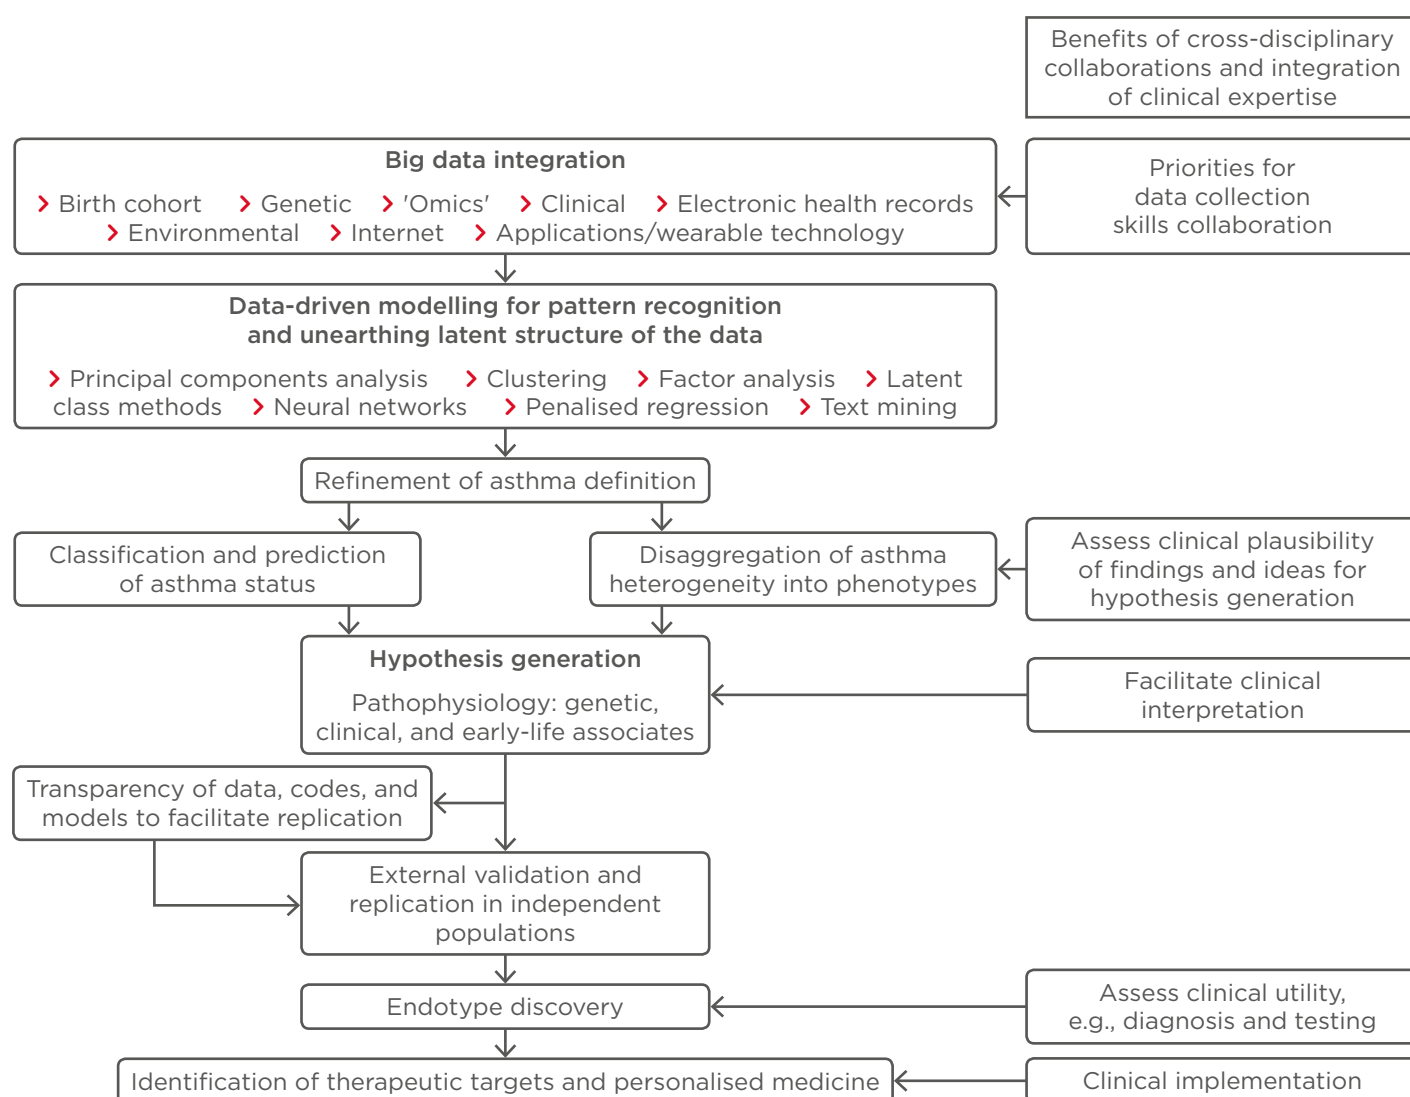 Benefits of cross-disciplinary
collaborations and integration
of clinical expertise
Big data integration
Birth cohort Genetic 'Omics' Clinical Electronic health records
Environmental Internet Applications/wearable technology
Priorities for
data collection
skills collaboration
Data-driven modelling for pattern recognition
and unearthing latent structure of the data
Principal components analysis Clustering Factor analysis Latent
class methods Neural networks Penalised regression Text mining
Refinement of asthma definition
Classification and prediction
of asthma status
Disaggregation of asthma
heterogeneity into phenotypes
Assess clinical plausibility
of findings and ideas for
hypothesis generation
Hypothesis generation
Pathophysiology: genetic,
clinical, and early-life associates
Facilitate clinical
interpretation
Transparency of data, codes, and
models to facilitate replication
External validation and
replication in independent
populations
Endotype discovery
Assess clinical utility,
e.g., diagnosis and testing
Identification of therapeutic targets and personalised medicine
Clinical implementation